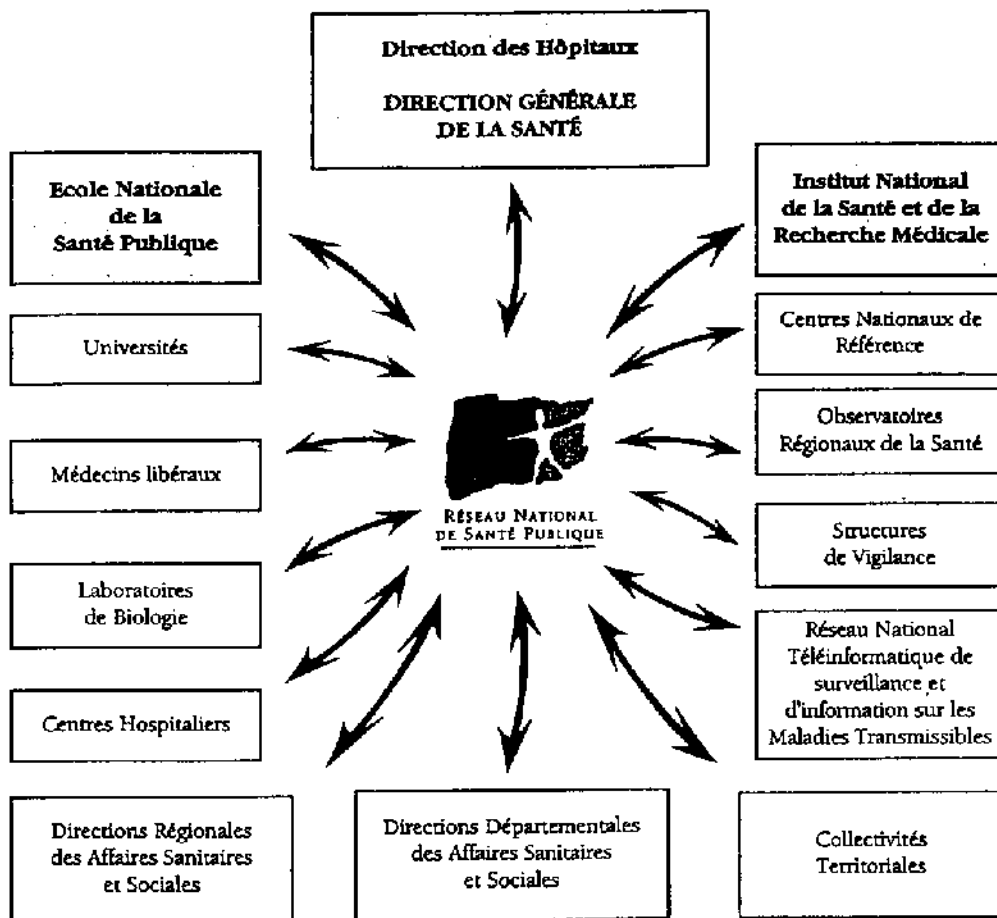 Direction des Hôpitaux
DIRECTION GÉNÉRALE
DE LA SANTÉ
Ecole Nationale
de la
Santé Publique
Institut National
de la Santé et de la
Recherche Médicale
Universités
Centres Nationaux de
Référence
Médecins libéraux
Observatoires
Régionaux de la Santé
RÉSEAU NATIONAL
DE SANTÉ PUBLIQUE
Structures
de Vigilance
Laboratoires
de Biologie
Réseau National
Téléinformatique de
surveillance et
d'information sur les
Maladies Transmissibles
Centres Hospitaliers
Directions Régionales
des Affaires Sanitaires
et Sociales
Directions Départementales
des Affaires Sanitaires
et Sociales
Collectivités
Territoriales